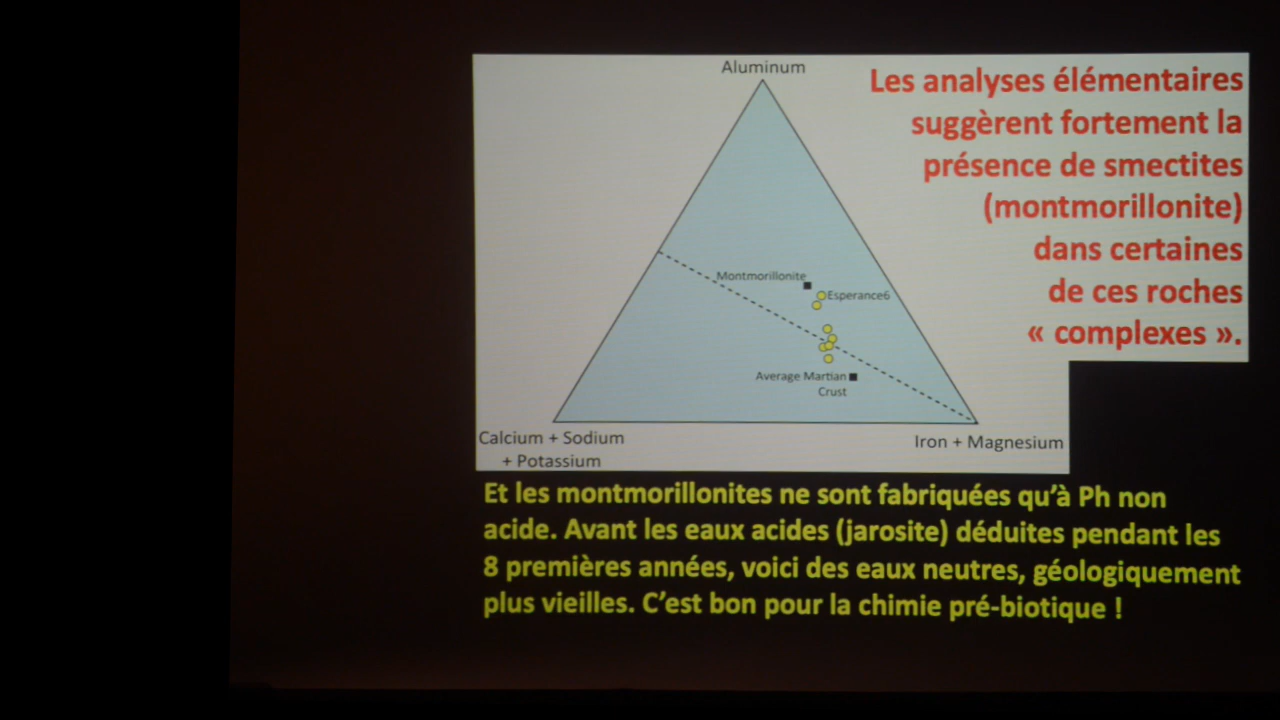 Aluminum
Les analyses élémentaires
suggèrent fortement la
présence de smectites
(montmorillonite)
dans certaines
de ces roches
« complexes ».
Montmorillonite
Esperance6
Average Martian
Crust
Calcium + Sodium
+ Potassium
Iron + Magnesium
Et les montmorillonites ne sont fabriquées qu’à Ph non
acide. Avant les eaux acides (jarosite) déduites pendant les
8 premières années, voici des eaux neutres, géologiquement
plus vieilles. C’est bon pour la chimie pré-biotique !